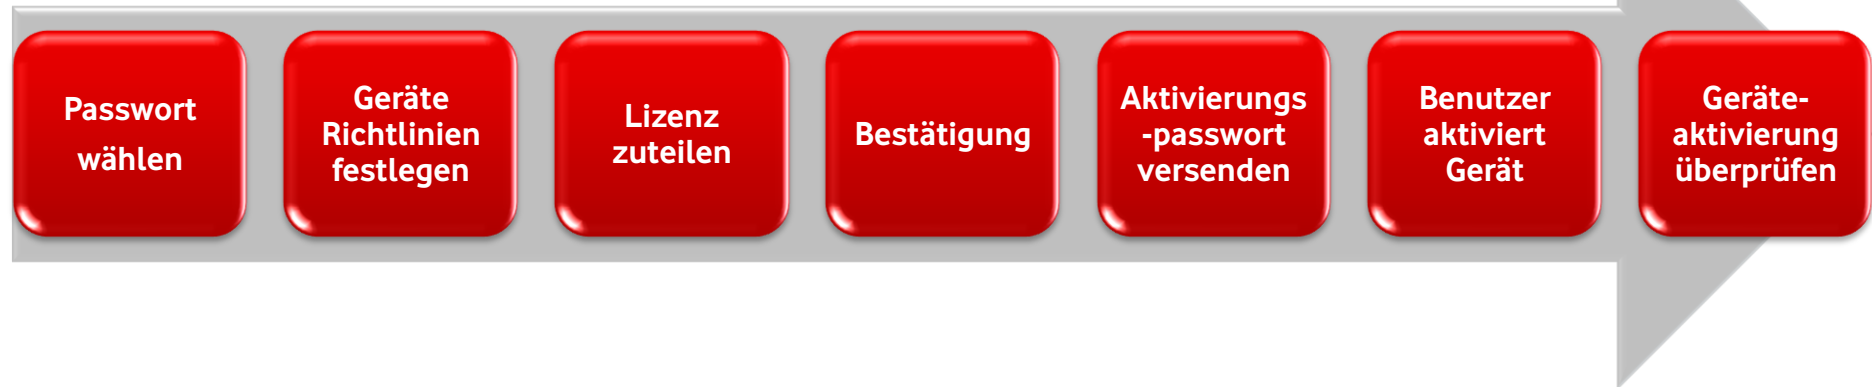 Passwort
wählen
Geräte
Richtlinien
festlegen
Lizenz
zuteilen
Bestätigung
Aktivierungs
-passwort
versenden
Benutzer
aktiviert
Gerät
Geräte-
aktivierung
überprüfen